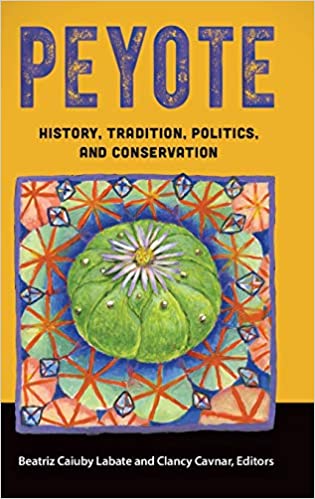 PEYOTE
HISTORY, TRADITION, POLITICS,
AND CONSERVATION
Beatriz Caiuby Labate and Clancy Cavnar, Editors